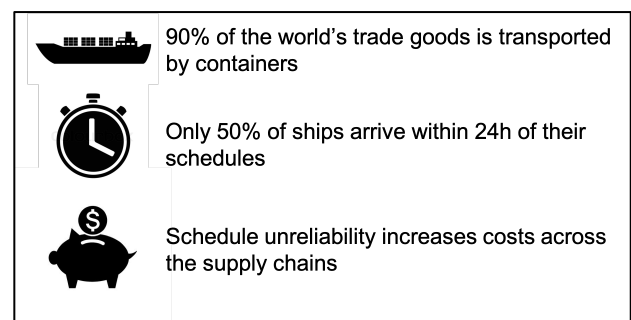 90% of the world's trade goods is transported
by containers
Only 50% of ships arrive within 24h of their
schedules
$
Schedule unreliability increases costs across
the supply chains